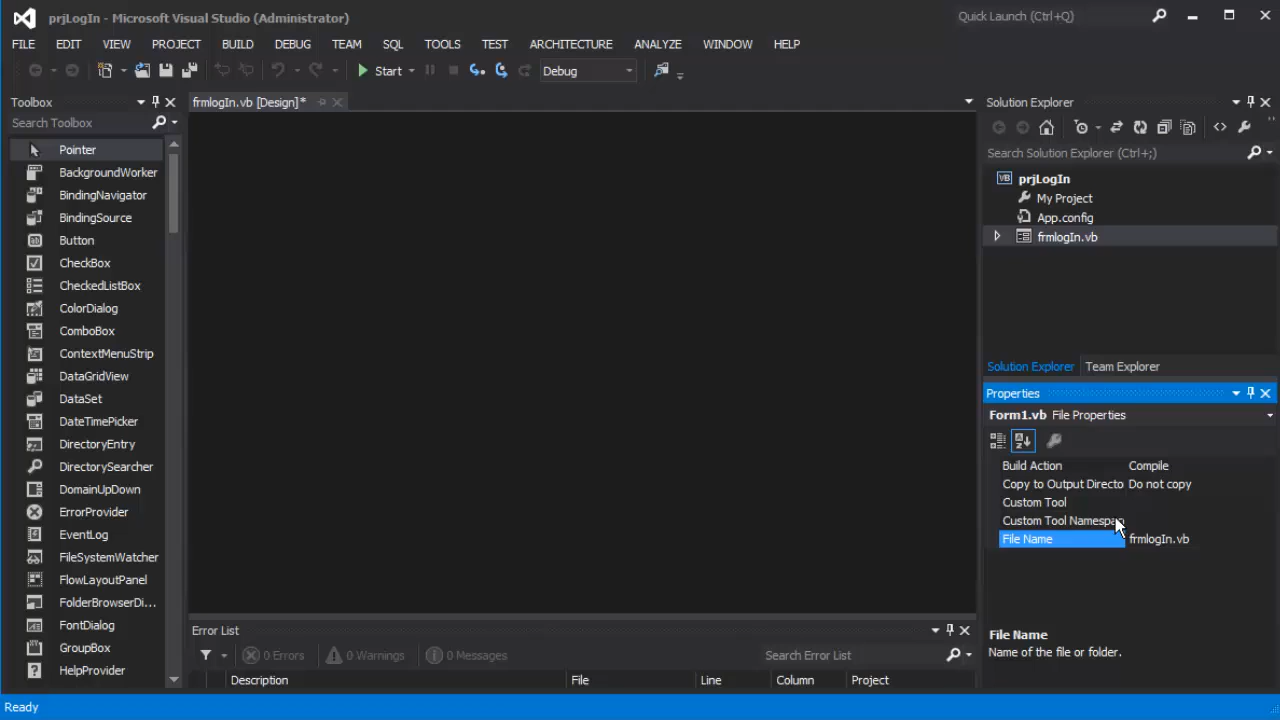 prjLogIn - Microsoft Visual Studio (Administrator)
Quick Launch (Ctrl+Q)
FILE EDIT VIEW PROJECT BUILD DEBUG TEAM SQL TOOLS TEST ARCHITECTURE ANALYZE WINDOW HELP
Start Debug
Toolbox
Search Toolbox
Pointer
BackgroundWorker
BindingNavigator
BindingSource
Button
CheckBox
CheckedListBox
ColorDialog
ComboBox
ContextMenuStrip
DataGridView
DataSet
DateTimePicker
DirectoryEntry
DirectorySearcher
DomainUpDown
ErrorProvider
EventLog
FileSystemWatcher
FlowLayoutPanel
FolderBrowserDi...
FontDialog
GroupBox
HelpProvider
frmlogIn.vb [Design]*
Error List
0 Errors 0 Warnings 0 Messages
Search Error List
Description File Line Column Project
Solution Explorer
Search Solution Explorer (Ctrl+;)
VB prjLogIn
My Project
App.config
frmlogIn.vb
Solution Explorer Team Explorer
Properties
Form1.vb File Properties
Build Action Compile
Copy to Output Directo Do not copy
Custom Tool
Custom Tool Namespac
File Name frmlogIn.vb
File Name
Name of the file or folder.
Ready